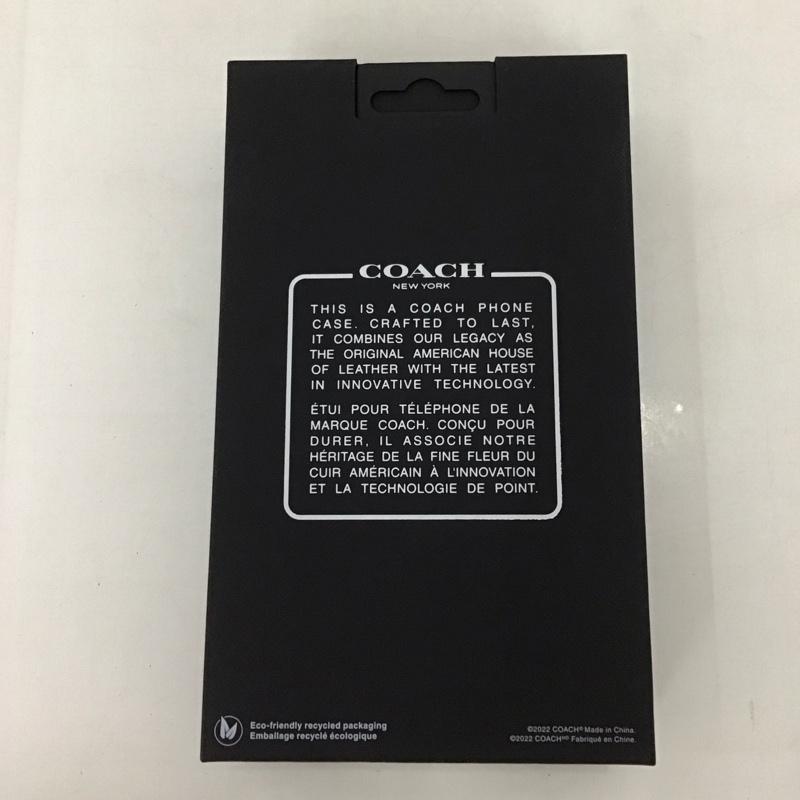 COACH
NEW YORK
THIS IS A COACH PHONE
CASE. CRAFTED TO LAST,
IT COMBINES OUR LEGACY AS
THE ORIGINAL AMERICAN HOUSE
OF LEATHER WITH THE LATEST
IN INNOVATIVE TECHNOLOGY.
ÉTUI POUR TÉLÉPHONE DE LA
MARQUE COACH. CONÇU POUR
DURER, IL ASSOCIE NOTRE
HÉRITAGE DE LA FINE FLEUR DU
CUIR AMÉRICAIN À L'INNOVATION
ET LA TECHNOLOGIE DE POINT.
Eco-friendly recycled packaging
Emballage recyclé écologique
©2022 COACH® Made in China.
©2022 COACHᴹᴰ Fabriqué en Chine.